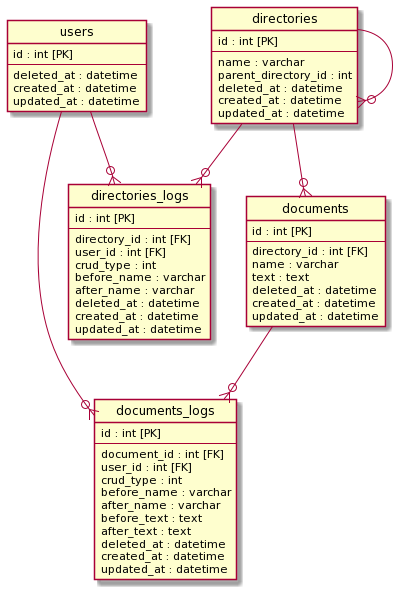 users
id : int [PK]
deleted_at : datetime
created_at : datetime
updated_at : datetime
directories
id : int [PK]
name : varchar
parent_directory_id : int
deleted_at : datetime
created_at : datetime
updated_at : datetime
directories_logs
id : int [PK]
directory_id : int [FK]
user_id : int [FK]
crud_type : int
before_name : varchar
after_name : varchar
deleted_at : datetime
created_at : datetime
updated_at : datetime
documents
id : int [PK]
directory_id : int [FK]
name : varchar
text : text
deleted_at : datetime
created_at : datetime
updated_at : datetime
documents_logs
id : int [PK]
document_id : int [FK]
user_id : int [FK]
crud_type : int
before_name : varchar
after_name : varchar
before_text : text
after_text : text
deleted_at : datetime
created_at : datetime
updated_at : datetime